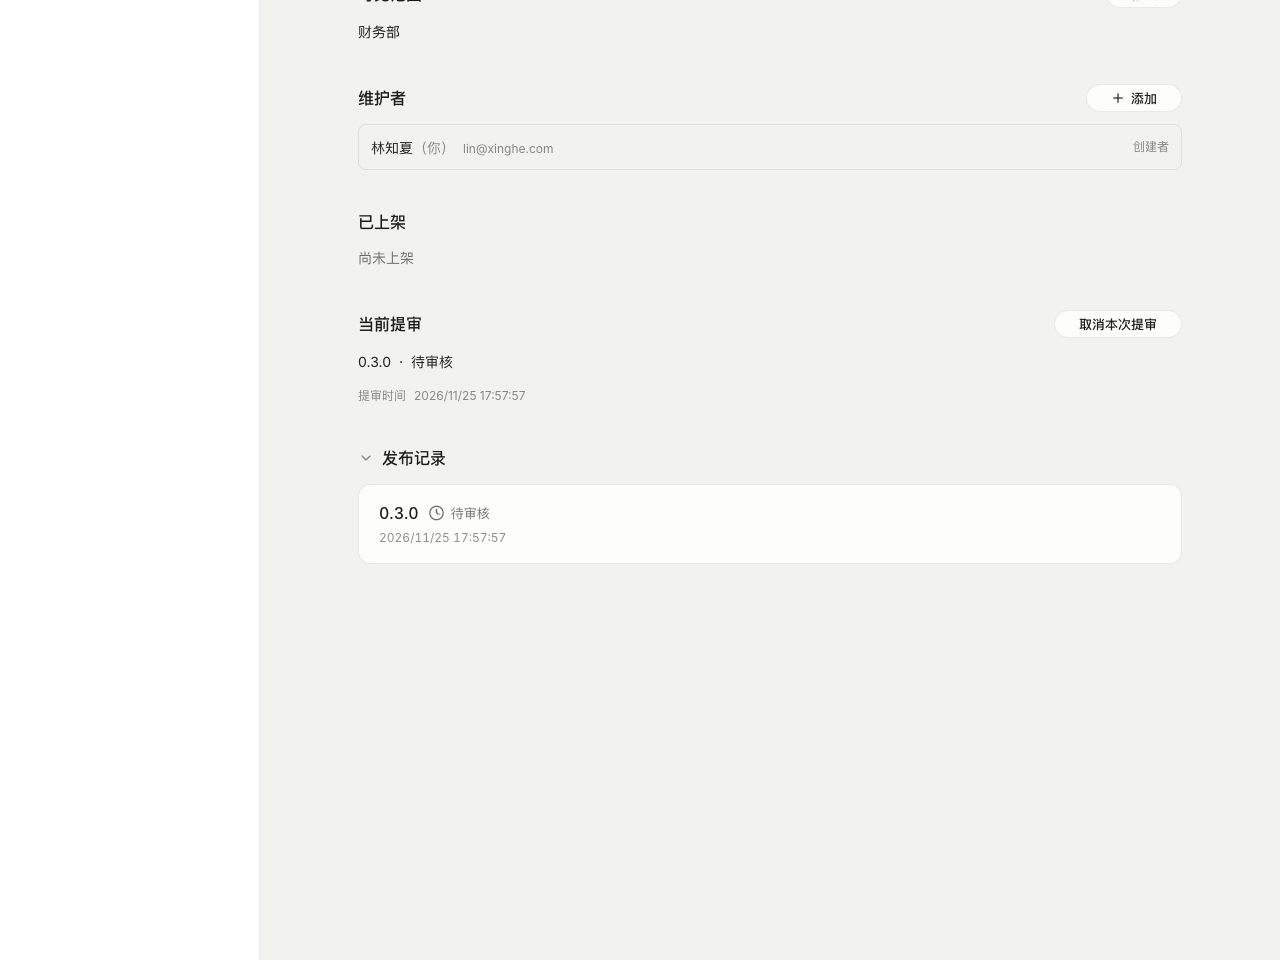 财务部
维护者
添加
林知夏（你） lin@xinghe.com
创建者
已上架
尚未上架
当前提审
取消本次提审
0.3.0 · 待审核
提审时间 2026/11/25 17:57:57
发布记录
0.3.0 待审核
2026/11/25 17:57:57